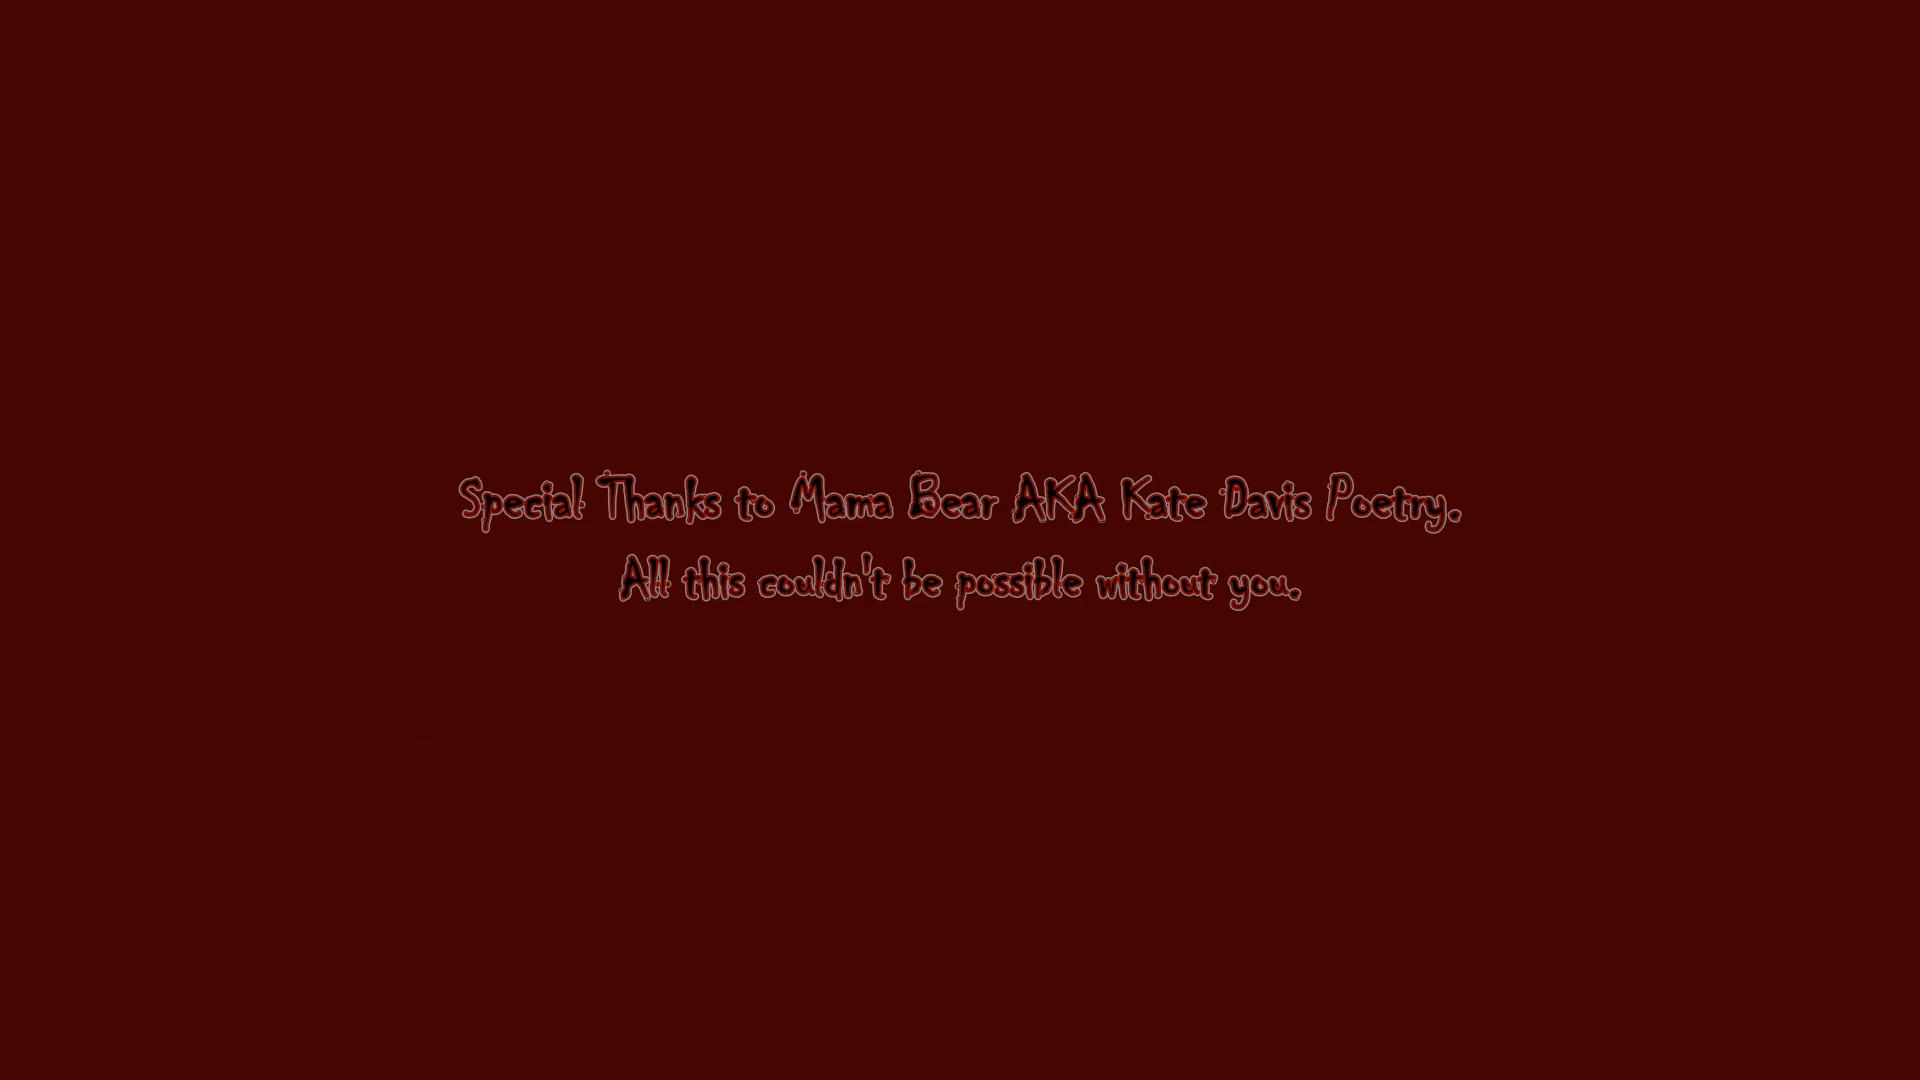 Special Thanks to Mama Bear AKA Kate Davis Poetry.
All this couldn't be possible without you.